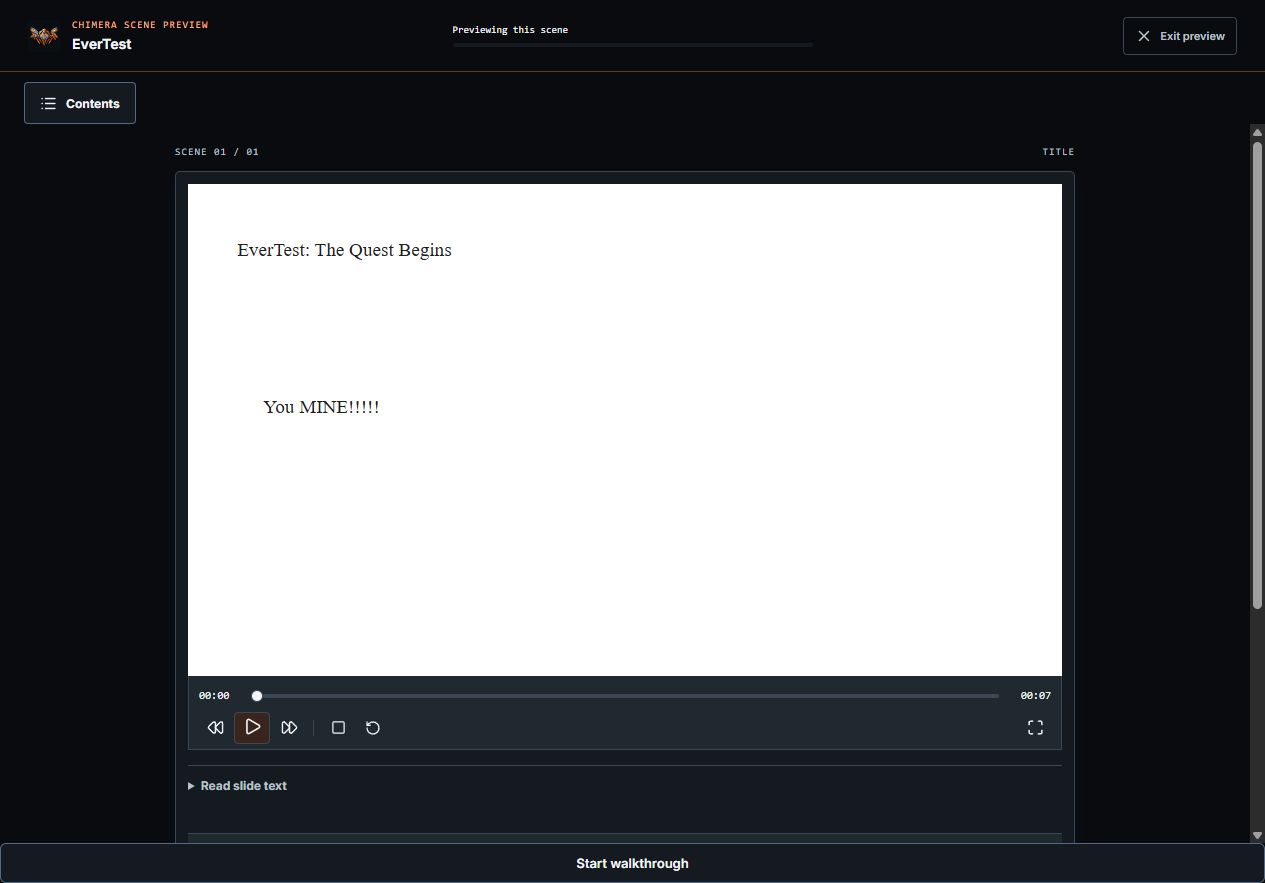 CHIMERA SCENE PREVIEW
EverTest
Previewing this scene
Exit preview
Contents
SCENE 01 / 01
TITLE
EverTest: The Quest Begins
You MINE!!!!!
00:00
00:07
Read slide text
Start walkthrough